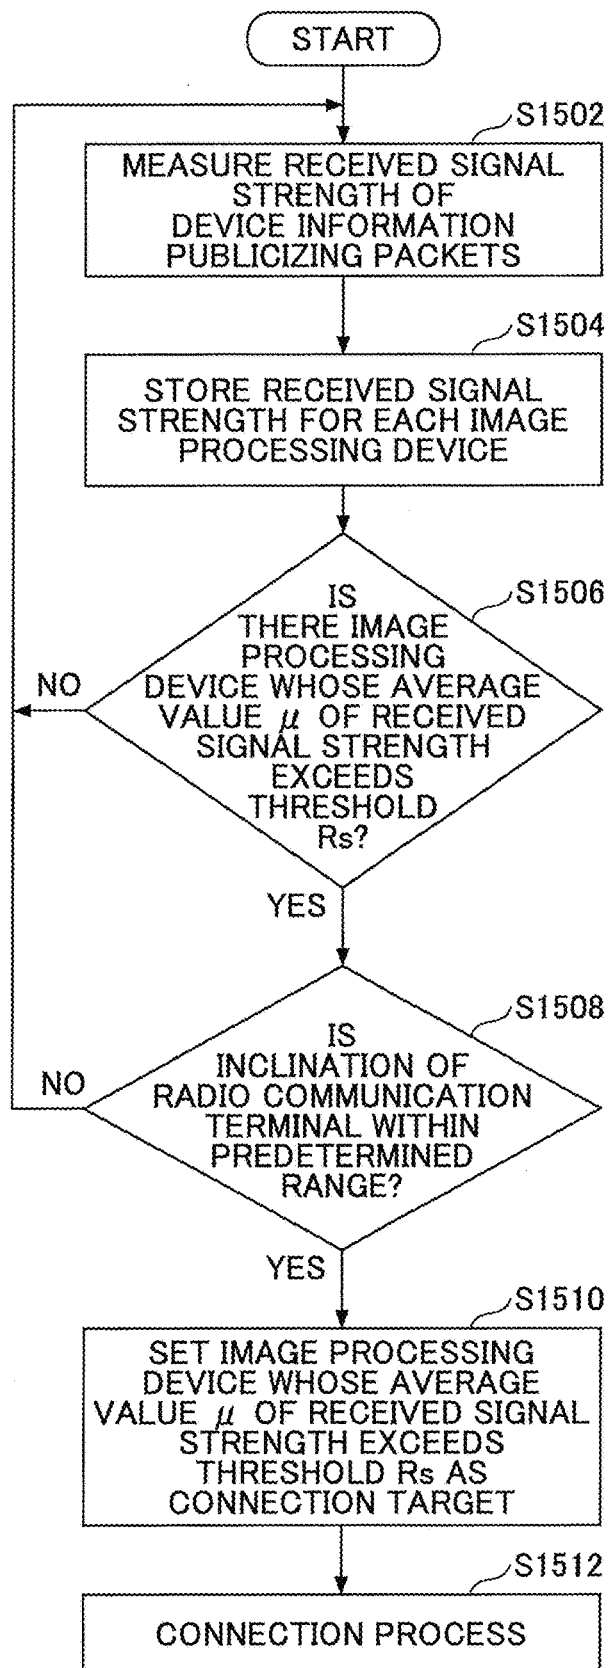 START
S1502
MEASURE RECEIVED SIGNAL
STRENGTH OF
DEVICE INFORMATION
PUBLICIZING PACKETS
S1504
STORE RECEIVED SIGNAL
STRENGTH FOR EACH IMAGE
PROCESSING DEVICE
S1506
IS
THERE IMAGE
PROCESSING
NO
DEVICE WHOSE AVERAGE
VALUE μ OF RECEIVED
SIGNAL STRENGTH
EXCEEDS
THRESHOLD
Rs?
YES
S1508
IS
INCLINATION OF
NO
RADIO COMMUNICATION
TERMINAL WITHIN
PREDETERMINED
RANGE?
YES
S1510
SET IMAGE PROCESSING
DEVICE WHOSE AVERAGE
VALUE μ OF RECEIVED SIGNAL
STRENGTH EXCEEDS
THRESHOLD Rs AS
CONNECTION TARGET
S1512
CONNECTION PROCESS